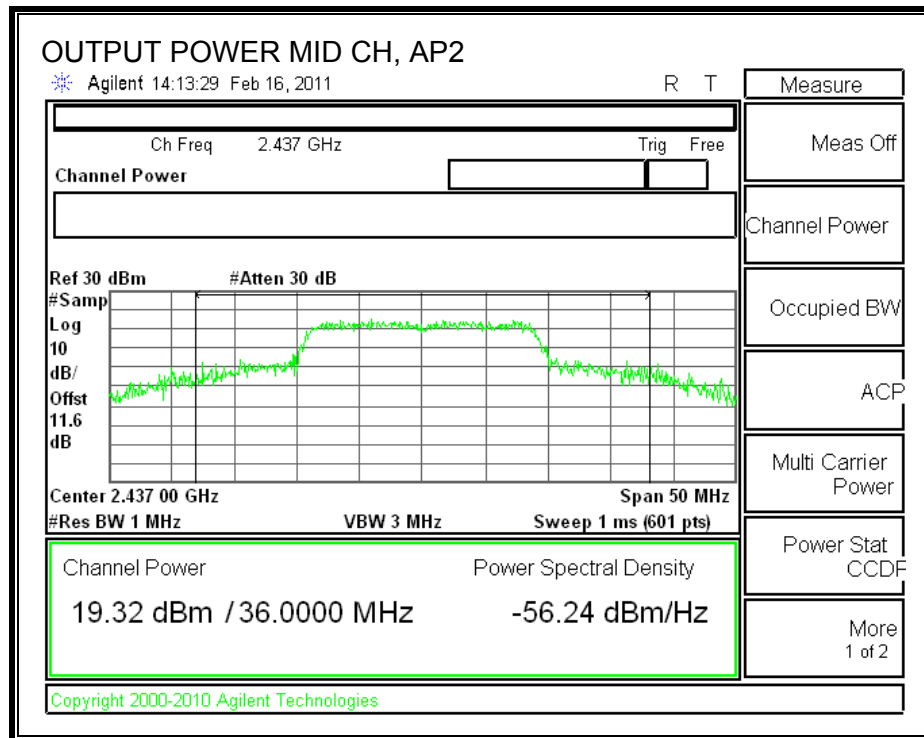 OUTPUT POWER MID CH, AP2
Agilent 14:13:29 Feb 16, 2011 R T
Measure
Ch Freq 2.437 GHz Trig Free
Channel Power
Ref 30 dBm #Atten 30 dB
#Samp
Log
10
dB/
Offst
11.6
dB
Center 2.437 00 GHz Span 50 MHz
#Res BW 1 MHz VBW 3 MHz Sweep 1 ms (601 pts)
Channel Power Power Spectral Density
19.32 dBm / 36.0000 MHz -56.24 dBm/Hz
Meas Off
Channel Power
Occupied BW
ACP
Multi Carrier
Power
Power Stat
CCDF
More
1 of 2
Copyright 2000-2010 Agilent Technologies